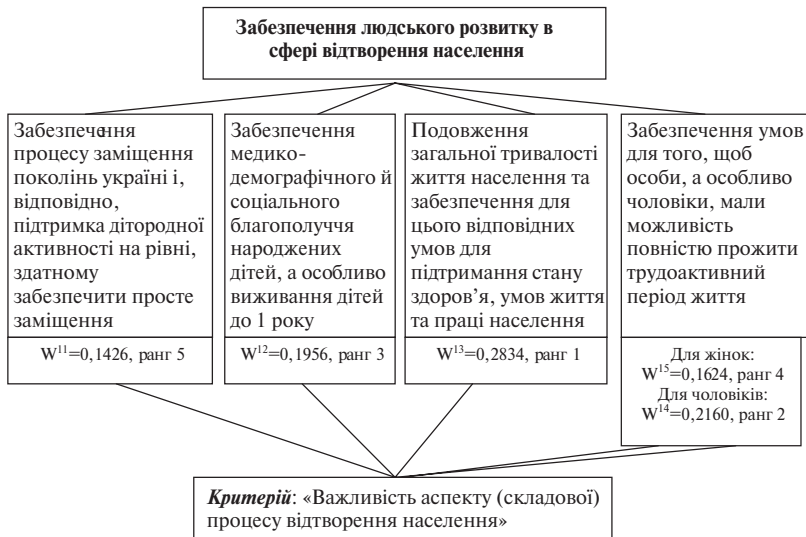 Забезпечення людського розвитку в
сфері відтворення населення
Забезпечення
процесу заміщення
поколінь україні і,
відповідно,
підтримка дітородної
активності на рівні,
здатному
забезпечити просте
заміщення
W11=0,1426, ранг 5
Забезпечення
медико-
демографічного й
соціального
благополуччя
народжених
дітей, а особливо
виживання дітей
до 1 року
W12=0,1956, ранг 3
Подовження
загальної тривалості
життя населення та
забезпечення для
цього відповідних
умов для
підтримання стану
здоров’я, умов життя
та праці населення
W13=0,2834, ранг 1
Забезпечення умов
для того, щоб
особи, а особливо
чоловіки, мали
можливість
повністю прожити
трудоактивний
період життя
Для жінок:
W15=0,1624, ранг 4
Для чоловіків:
W14=0,2160, ранг 2
Критерій: «Важливість аспекту (складової)
процесу відтворення населення»